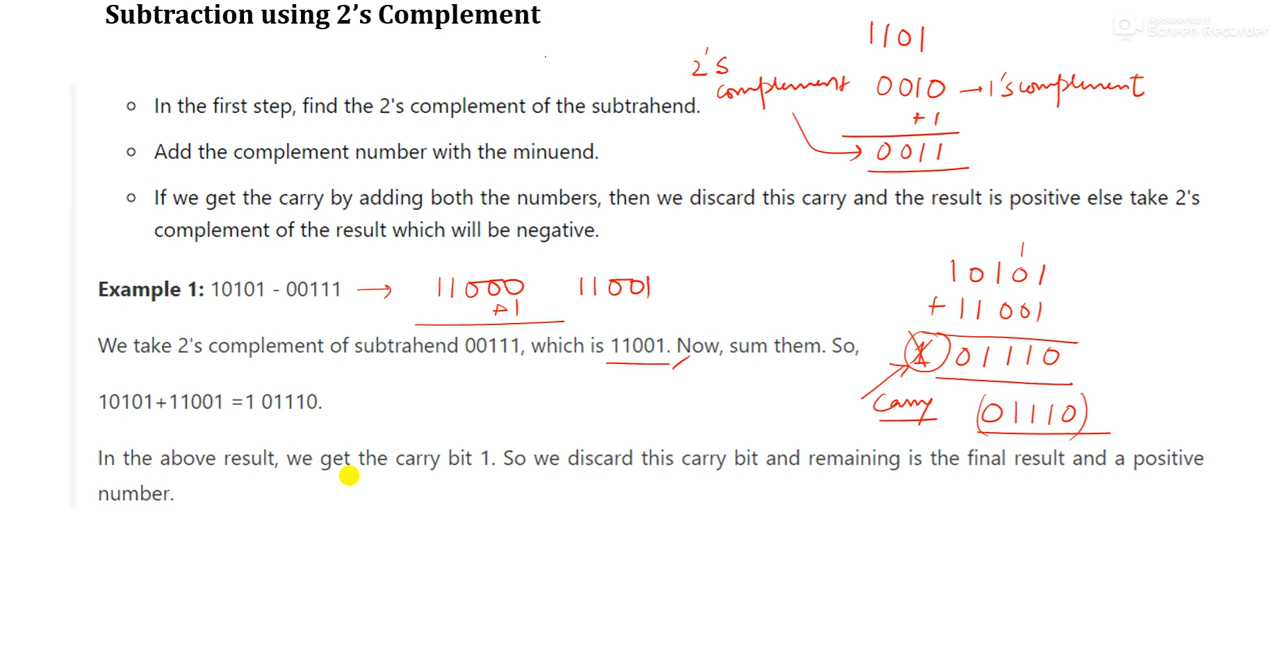 Subtraction using 2's Complement
Screen Recorder
1101
2's
complement 0010 → 1's complement
+1
0011
In the first step, find the 2's complement of the subtrahend.
Add the complement number with the minuend.
If we get the carry by adding both the numbers, then we discard this carry and the result is positive else take 2's
complement of the result which will be negative.
Example 1: 10101 - 00111 → 11000 11001
+1
1
10101
+ 11001
1 01110
Carry (01110)
We take 2's complement of subtrahend 00111, which is 11001. Now, sum them. So,
10101+11001 =1 01110.
In the above result, we get the carry bit 1. So we discard this carry bit and remaining is the final result and a positive
number.